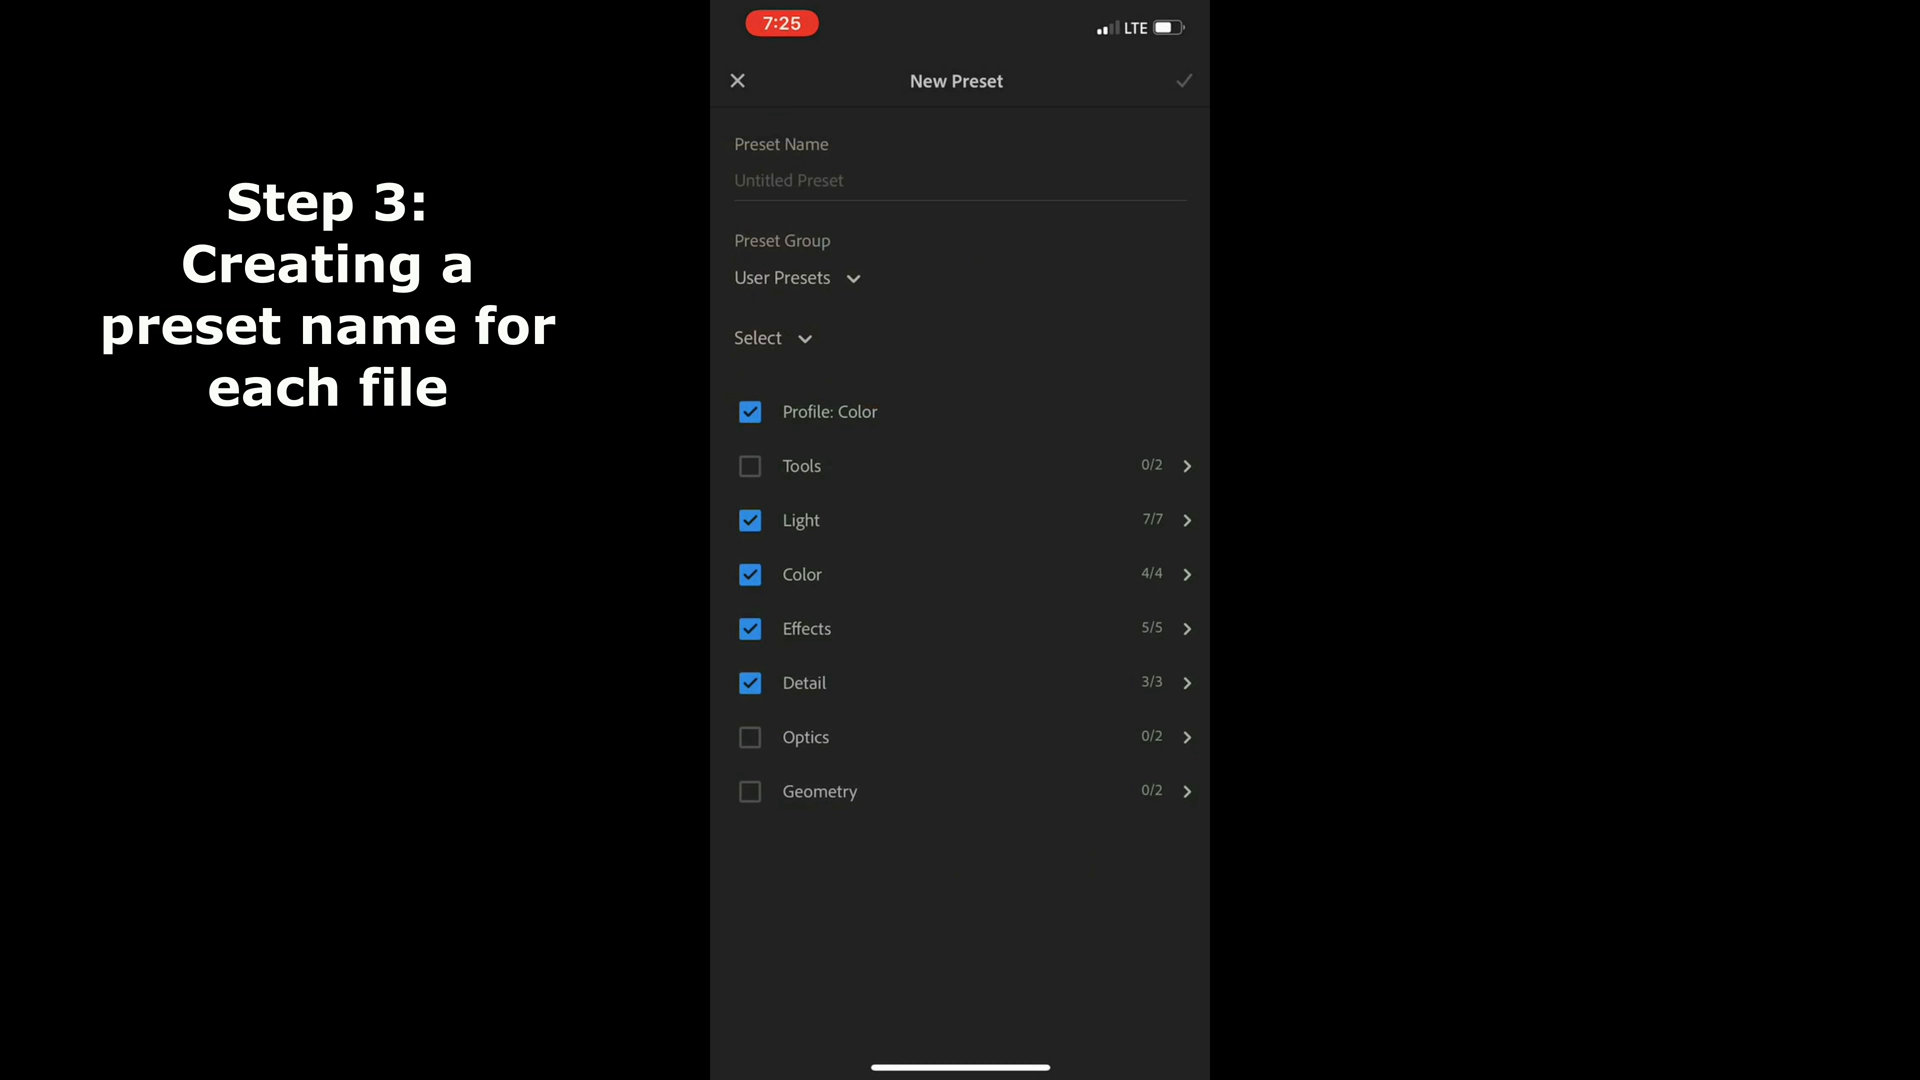 Step 3:
Creating a
preset name for
each file
7:25
LTE
New Preset
Preset Name
Untitled Preset
Preset Group
User Presets
Select
Profile: Color
Tools 0/2
Light 7/7
Color 4/4
Effects 5/5
Detail 3/3
Optics 0/2
Geometry 0/2